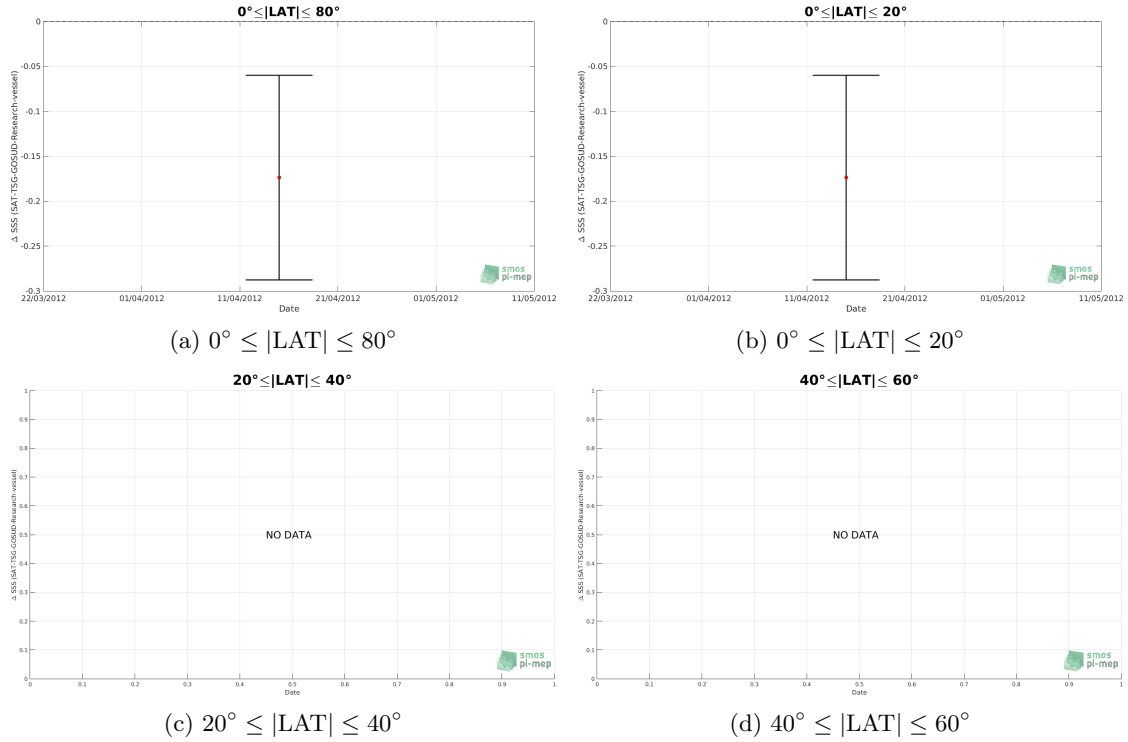 0°≤|LAT|≤ 80°
0
-0.05
-0.1
-0.15
-0.2
-0.25
-0.3
Δ SSS (SAT-TSG-GOSUD-Research-vessel)
22/03/2012 01/04/2012 11/04/2012 21/04/2012 01/05/2012 11/05/2012
Date
smos
pi-mep
(a) 0° ≤ |LAT| ≤ 80°
0°≤|LAT|≤ 20°
0
-0.05
-0.1
-0.15
-0.2
-0.25
-0.3
Δ SSS (SAT-TSG-GOSUD-Research-vessel)
22/03/2012 01/04/2012 11/04/2012 21/04/2012 01/05/2012 11/05/2012
Date
smos
pi-mep
(b) 0° ≤ |LAT| ≤ 20°
20°≤|LAT|≤ 40°
1
0.9
0.8
0.7
0.6
0.5
0.4
0.3
0.2
0.1
0
Δ SSS (SAT-TSG-GOSUD-Research-vessel)
NO DATA
0 0.1 0.2 0.3 0.4 0.5 0.6 0.7 0.8 0.9 1
Date
smos
pi-mep
(c) 20° ≤ |LAT| ≤ 40°
40°≤|LAT|≤ 60°
1
0.9
0.8
0.7
0.6
0.5
0.4
0.3
0.2
0.1
0
Δ SSS (SAT-TSG-GOSUD-Research-vessel)
NO DATA
0 0.1 0.2 0.3 0.4 0.5 0.6 0.7 0.8 0.9 1
Date
smos
pi-mep
(d) 40° ≤ |LAT| ≤ 60°